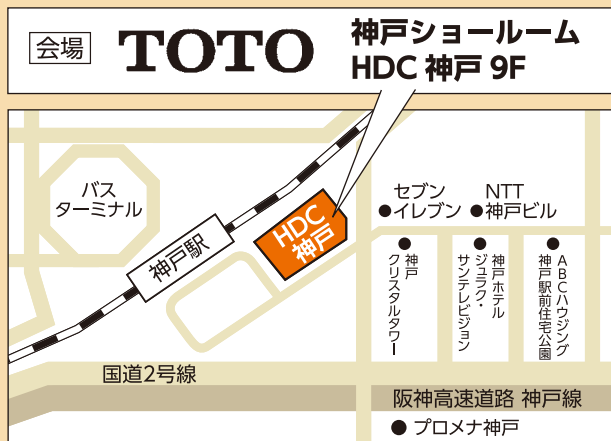 会場
TOTO
神戸ショールーム
HDC 神戸 9F
バス
ターミナル
神戸駅
HDC
神戸
セブン
イレブン
NTT
神戸ビル
神戸
クリスタルタワー
神戸ホテル
ジュラク・
サンテレビジョン
ABCハウジング
神戸駅前住宅公園
国道2号線
阪神高速道路 神戸線
プロメナ神戸